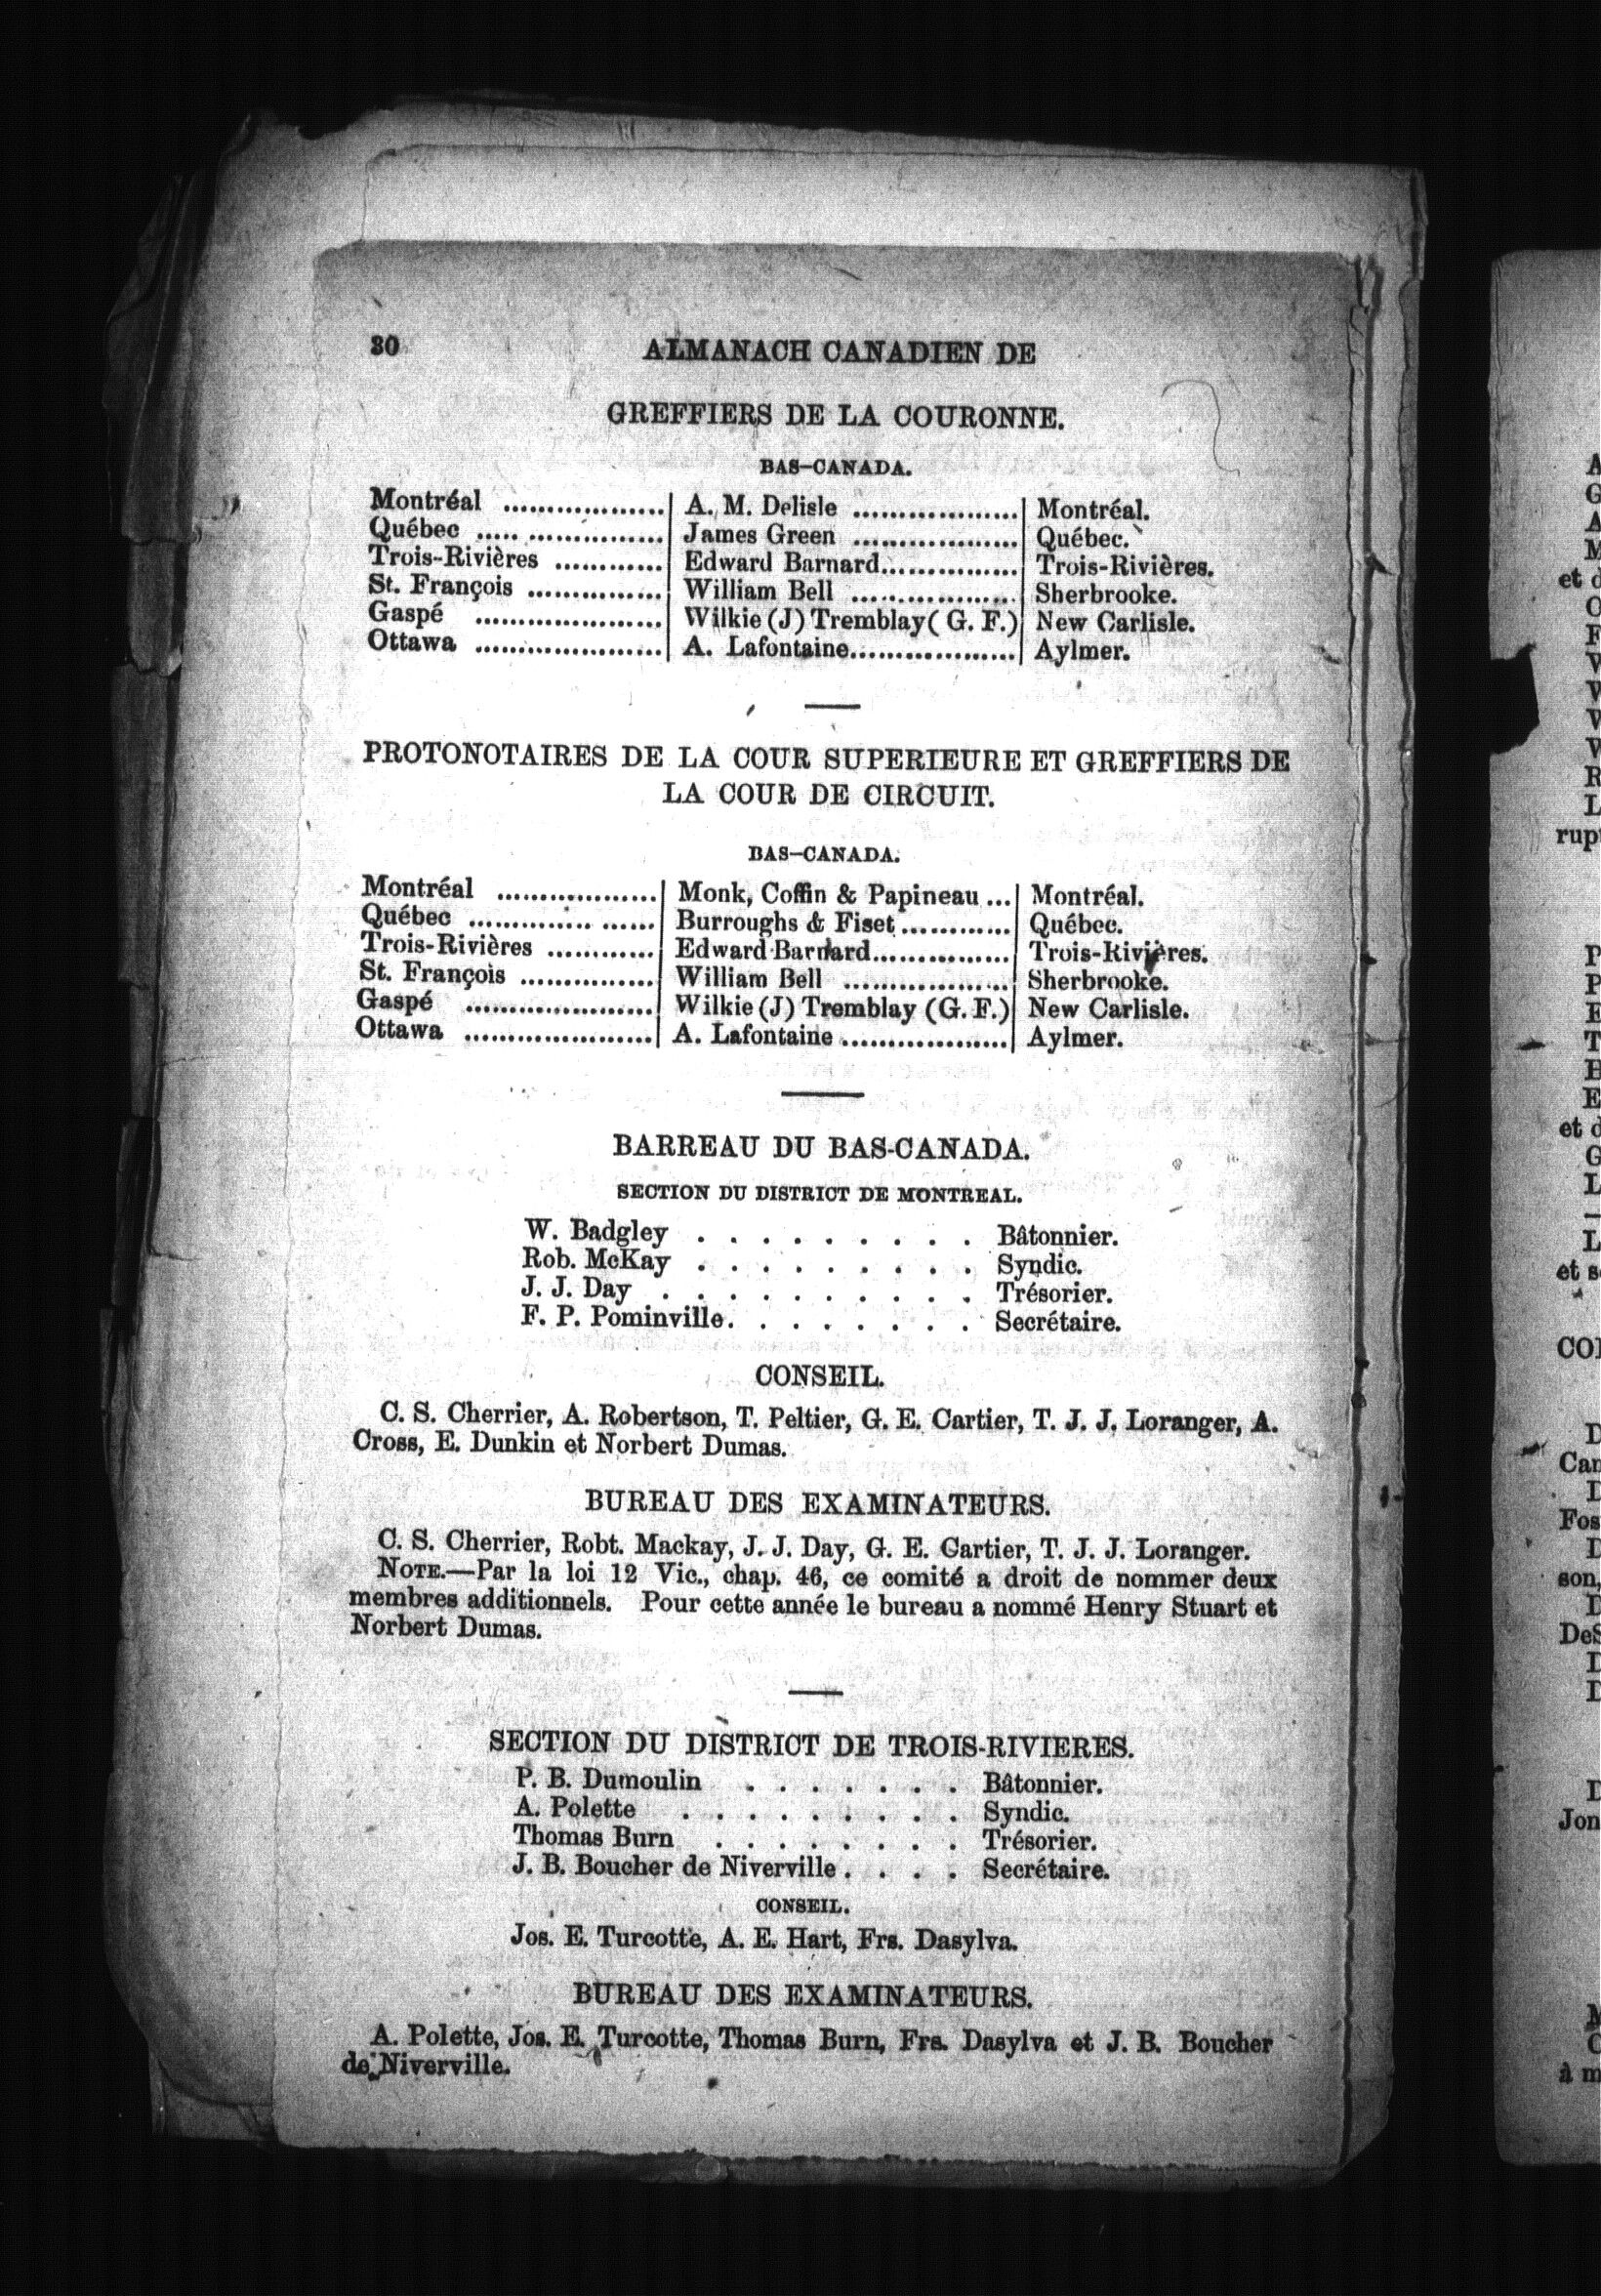 30 ALMANACH CANADIEN DE
GREFFIERS DE LA COURONNE.
BAS-CANADA.
Montréal .................. A. M. Delisle .................. Montréal.
Québec ..... ............... James Green .................. Québec.
Trois-Rivières ............ Edward Barnard............... Trois-Rivières.
St. François ............... William Bell .................. Sherbrooke.
Gaspé ..................... Wilkie (J) Tremblay( G. F.) New Carlisle.
Ottawa ..................... A. Lafontaine.................. Aylmer.
PROTONOTAIRES DE LA COUR SUPERIEURE ET GREFFIERS DE
LA COUR DE CIRCUIT.
BAS-CANADA.
Montréal .................. Monk, Coffin & Papineau ... Montréal.
Québec .............. ...... Burroughs & Fiset............ Québec.
Trois-Rivières ............ Edward Barnard............... Trois-Rivières.
St. François ............... William Bell .................. Sherbrooke.
Gaspé ..................... Wilkie (J) Tremblay (G. F.) New Carlisle.
Ottawa ..................... A. Lafontaine .................. Aylmer.
BARREAU DU BAS-CANADA.
SECTION DU DISTRICT DE MONTREAL.
W. Badgley . . . . . . . . . Bâtonnier.
Rob. McKay . . . . . . . . . Syndic.
J. J. Day . . . . . . . . . . Trésorier.
F. P. Pominville. . . . . . . . Secrétaire.
CONSEIL.
C. S. Cherrier, A. Robertson, T. Peltier, G. E. Cartier, T. J. J. Loranger, A.
Cross, E. Dunkin et Norbert Dumas.
BUREAU DES EXAMINATEURS.
C. S. Cherrier, Robt. Mackay, J. J. Day, G. E. Cartier, T. J. J. Loranger.
NOTE.—Par la loi 12 Vic., chap. 46, ce comité a droit de nommer deux
membres additionnels. Pour cette année le bureau a nommé Henry Stuart et
Norbert Dumas.
SECTION DU DISTRICT DE TROIS-RIVIERES.
P. B. Dumoulin . . . . . . . Bâtonnier.
A. Polette . . . . . . . . . Syndic.
Thomas Burn . . . . . . . . Trésorier.
J. B. Boucher de Niverville . . . . Secrétaire.
CONSEIL.
Jos. E. Turcotte, A. E. Hart, Frs. Dasylva.
BUREAU DES EXAMINATEURS.
A. Polette, Jos. E. Turcotte, Thomas Burn, Frs. Dasylva et J. B. Boucher
de Niverville.